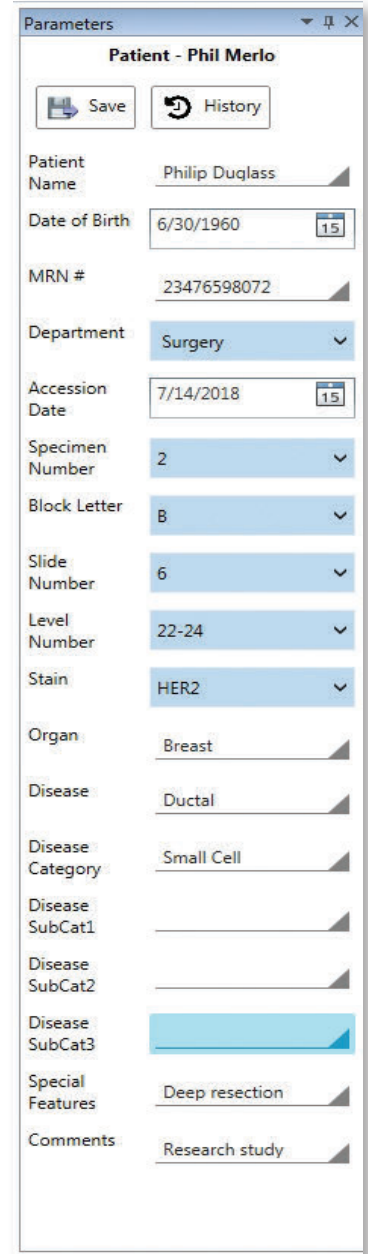 Parameters
Patient - Phil Merlo
Save History
Patient
Name
Philip Duglass
Date of Birth 6/30/1960 15
MRN # 23476598072
Department Surgery
Accession
Date
7/14/2018 15
Specimen
Number
2
Block Letter B
Slide
Number
6
Level
Number
22-24
Stain HER2
Organ Breast
Disease Ductal
Disease
Category
Small Cell
Disease
SubCat1
Disease
SubCat2
Disease
SubCat3
Special
Features
Deep resection
Comments Research study